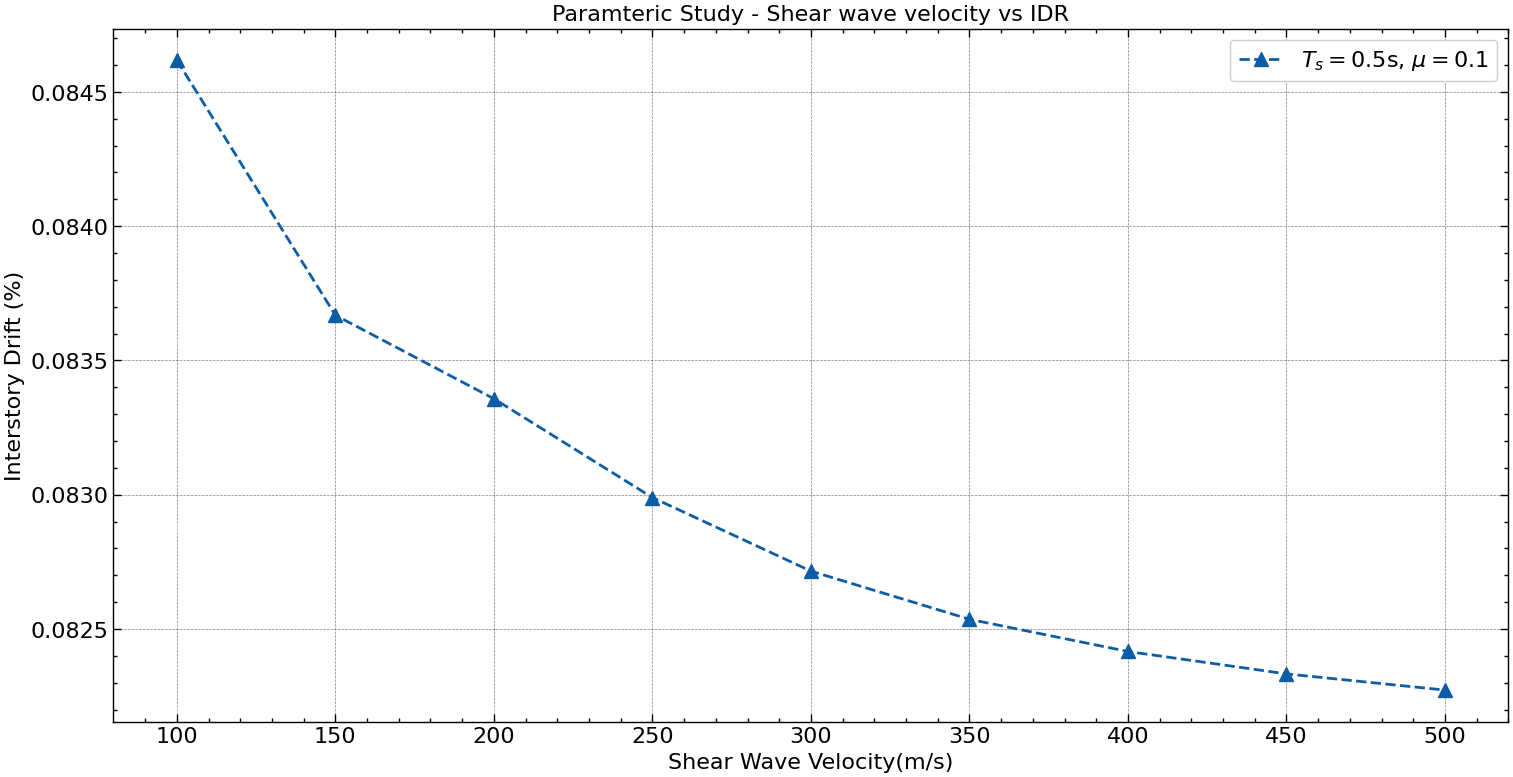 Paramteric Study - Shear wave velocity vs IDR
T_s = 0.5s, μ = 0.1
Interstory Drift (%)
0.0845
0.0840
0.0835
0.0830
0.0825
100 150 200 250 300 350 400 450 500
Shear Wave Velocity(m/s)